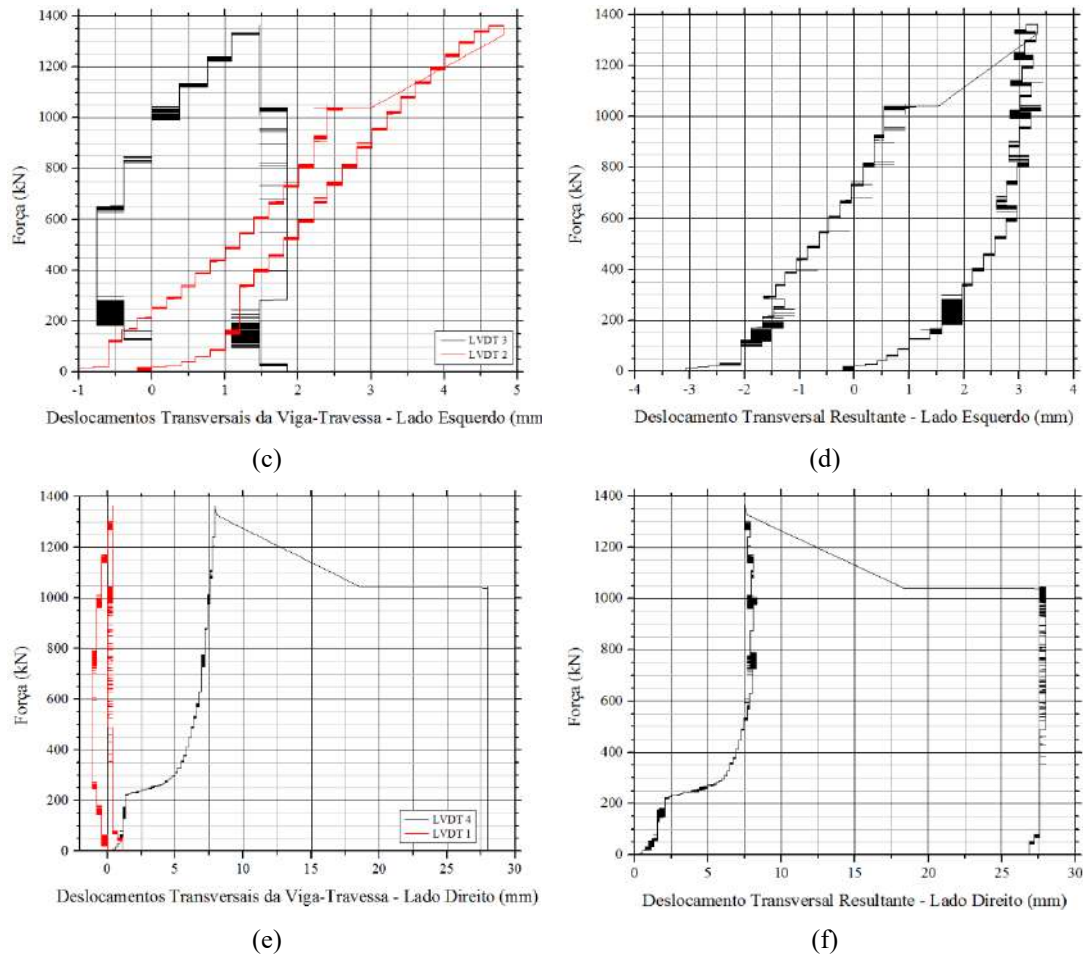 1400
1200
1000
800
600
400
200
0
Força (kN)
-1 0 1 2 3 4 5
LVDT 3
LVDT 2
Deslocamentos Transversais da Viga-Travessa - Lado Esquerdo (mm
(c)
1400
1200
1000
800
600
400
200
0
Força (kN)
-4 -3 -2 -1 0 1 2 3 4
Deslocamento Transversal Resultante - Lado Esquerdo (mm)
(d)
1400
1200
1000
800
600
400
200
0
Força (kN)
0 5 10 15 20 25 30
LVDT 4
LVDT 1
Deslocamentos Transversais da Viga-Travessa - Lado Direito (mm)
(e)
1400
1200
1000
800
600
400
200
0
Força (kN)
0 5 10 15 20 25 30
Deslocamento Transversal Resultante - Lado Direito (mm)
(f)